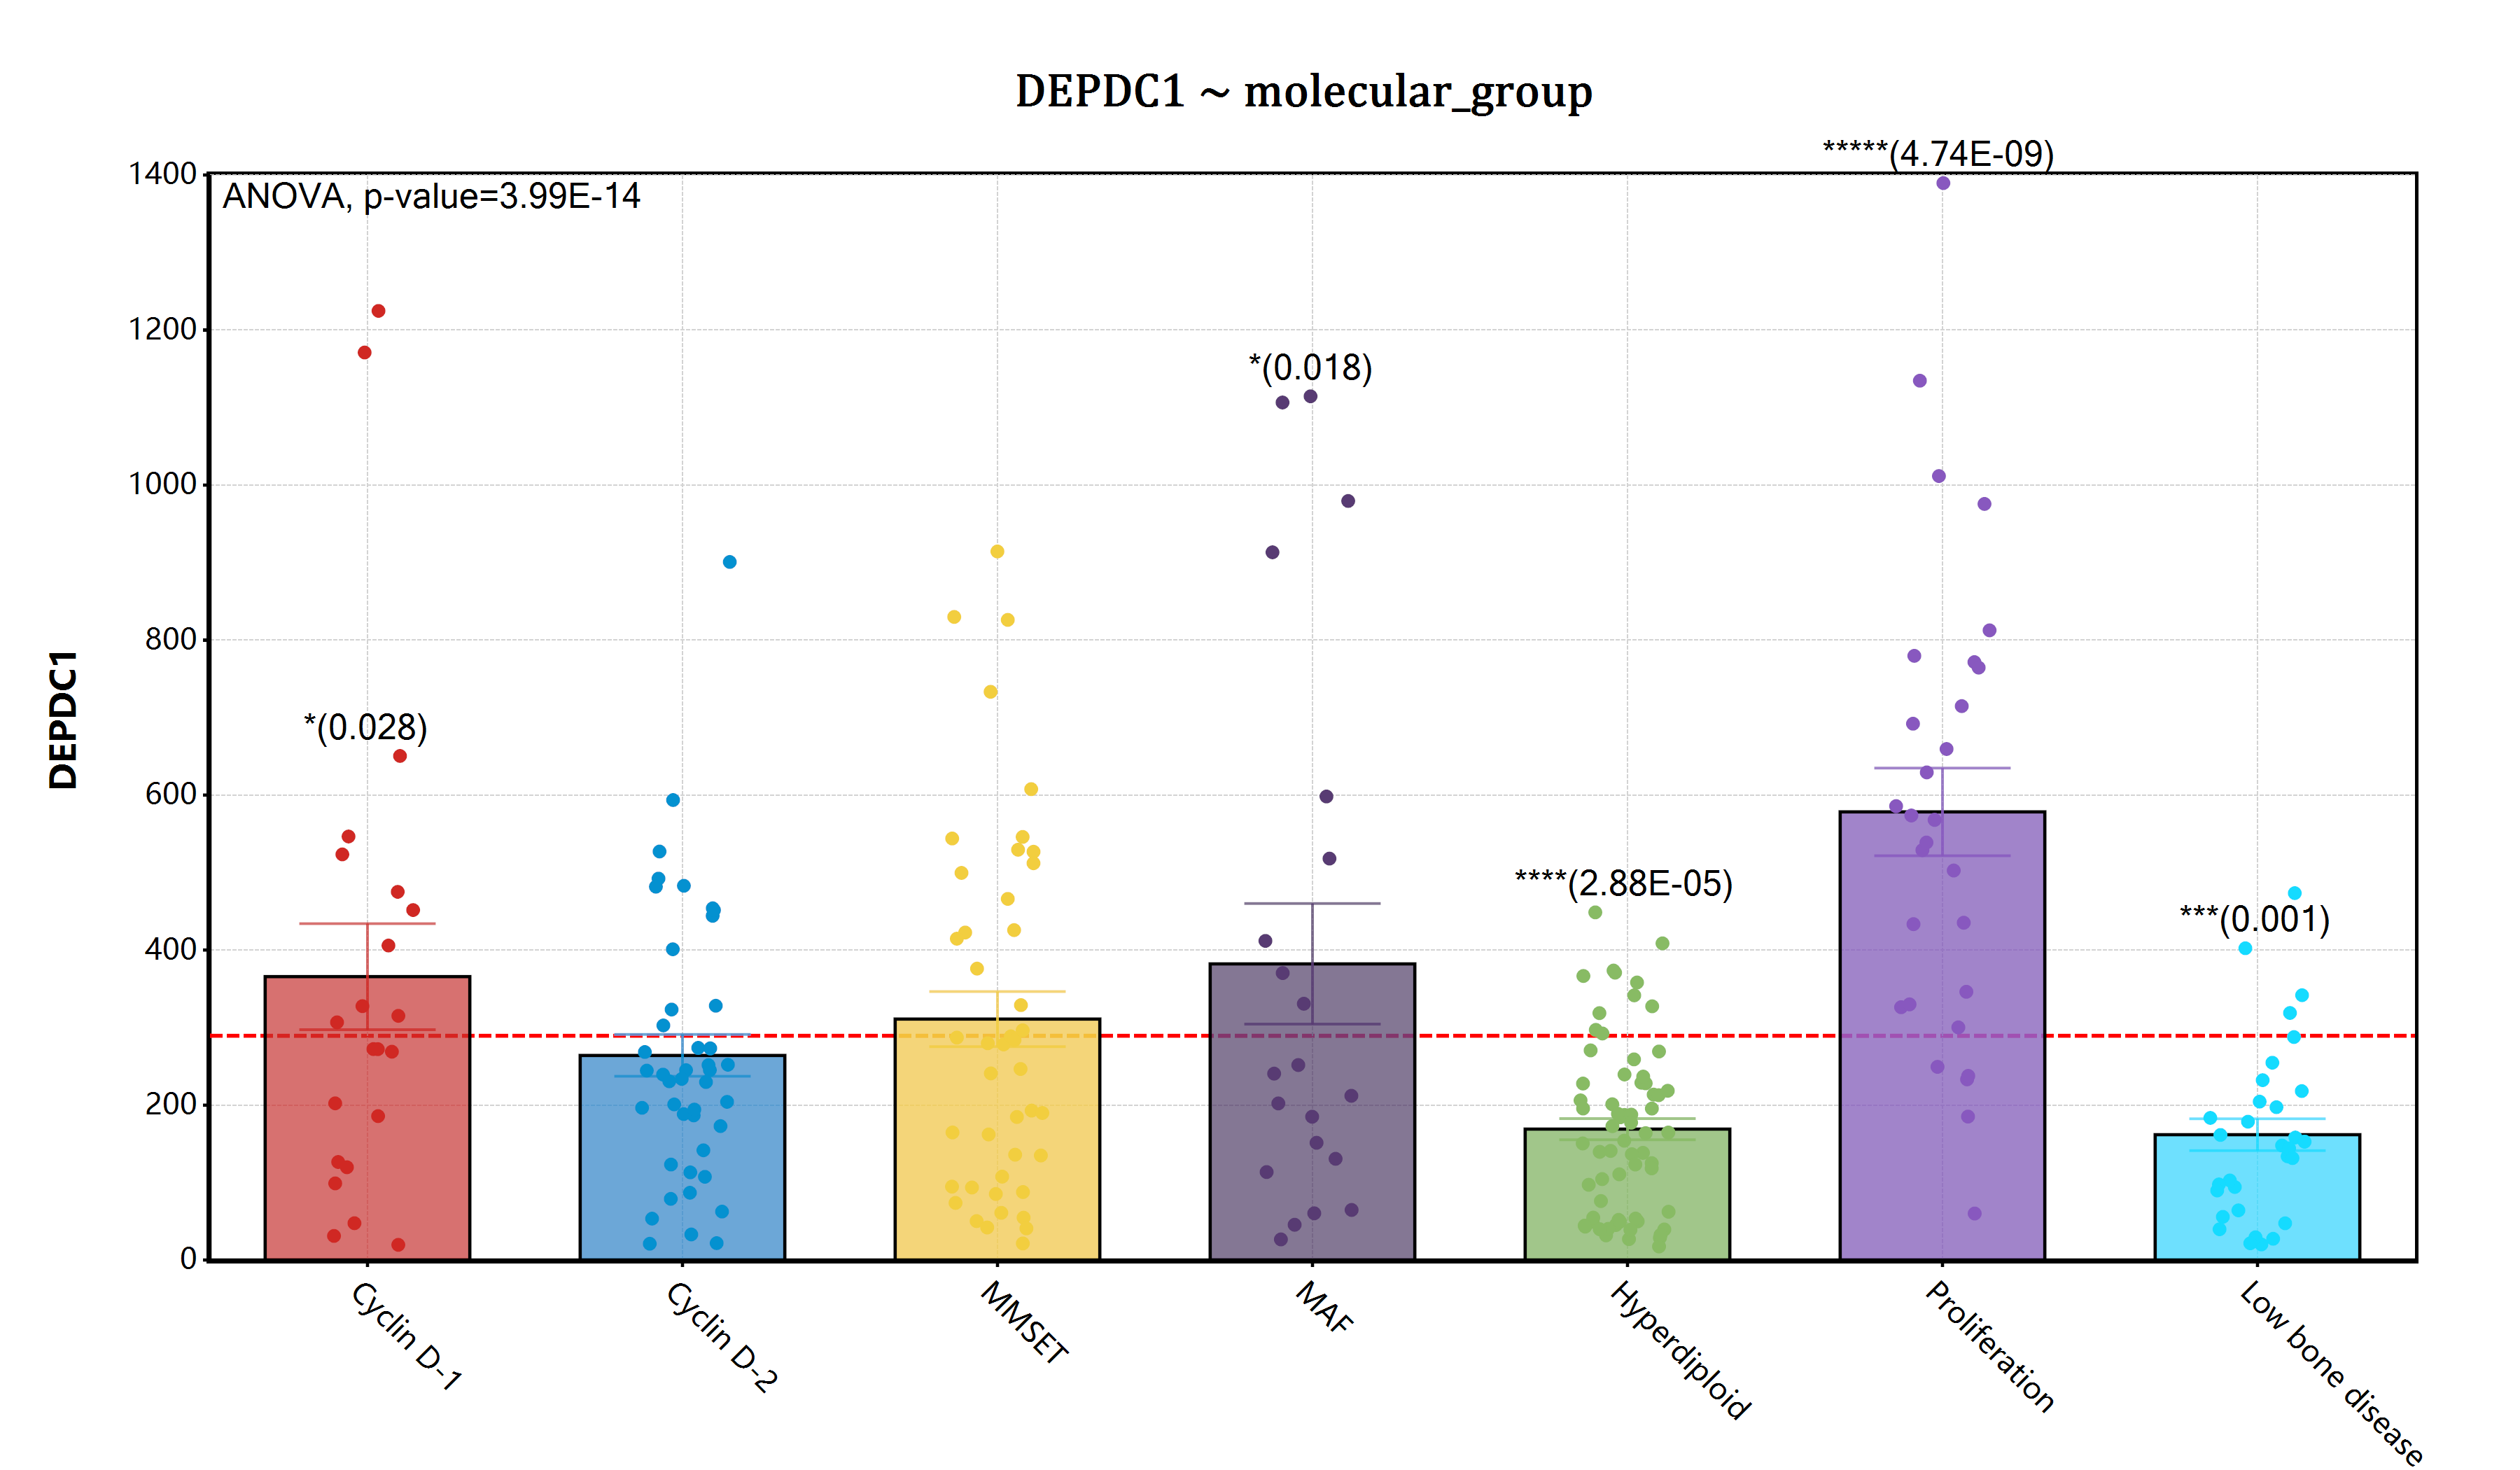 DEPDC1 ~ molecular_group
*****(4.74E-09)
1400
ANOVA, p-value=3.99E-14
1200
*(0.018)
1000
800
*(0.028)
DEPDC1
600
****(2.88E-05)
***(0.001)
400
200
0
Cyclin D-1
Cyclin D-2
MMSET
MAF
Hyperdiploid
Proliferation
Low bone disease